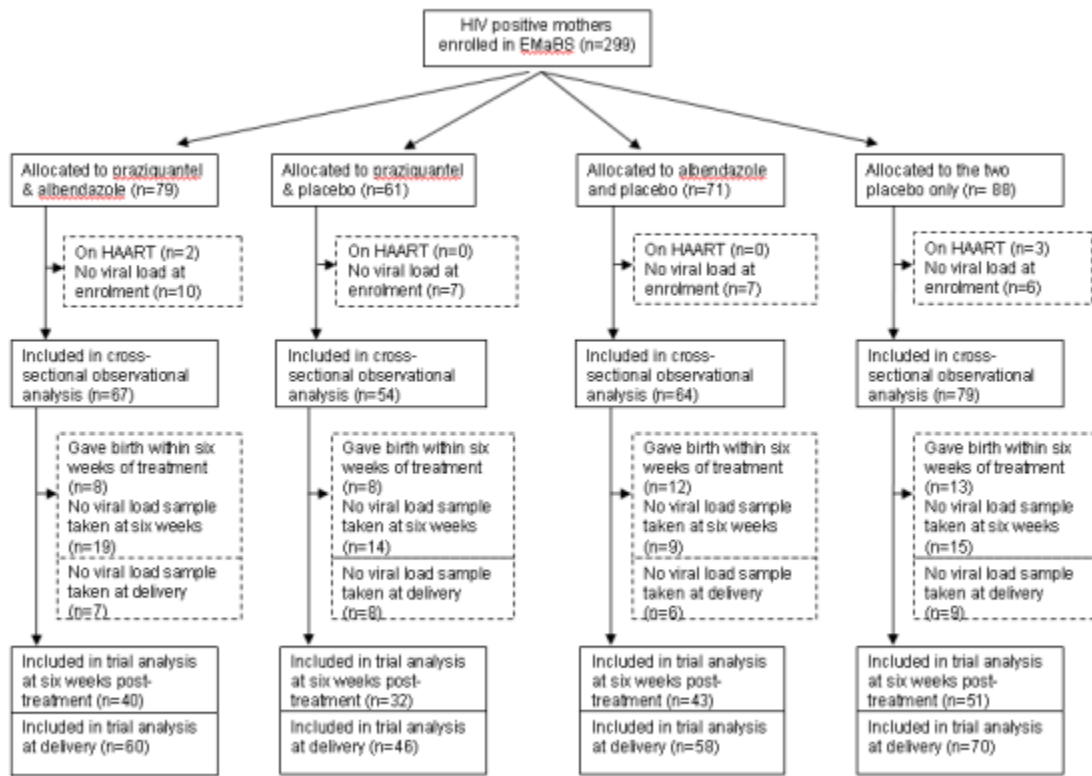 HIV positive mothers
enrolled in EMaBS (n=299)
Allocated to praziquantel
& albendazole (n=79)
Allocated to praziquantel
& placebo (n=61)
Allocated to albendazole
and placebo (n=71)
Allocated to the two
placebo only (n= 88)
On HAART (n=2)
No viral load at
enrolment (n=10)
On HAART (n=0)
No viral load at
enrolment (n=7)
On HAART (n=0)
No viral load at
enrolment (n=7)
On HAART (n=3)
No viral load at
enrolment (n=6)
Included in cross-
sectional observational
analysis (n=67)
Included in cross-
sectional observational
analysis (n=54)
Included in cross-
sectional observational
analysis (n=64)
Included in cross-
sectional observational
analysis (n=79)
Gave birth within six
weeks of treatment
(n=8)
No viral load sample
taken at six weeks
(n=19)
No viral load sample
taken at delivery
(n=7)
Gave birth within six
weeks of treatment
(n=8)
No viral load sample
taken at six weeks
(n=14)
No viral load sample
taken at delivery
(n=8)
Gave birth within six
weeks of treatment
(n=12)
No viral load sample
taken at six weeks
(n=9)
No viral load sample
taken at delivery
(n=6)
Gave birth within six
weeks of treatment
(n=13)
No viral load sample
taken at six weeks
(n=15)
No viral load sample
taken at delivery
(n=9)
Included in trial analysis
at six weeks post-
treatment (n=40)
Included in trial analysis
at delivery (n=60)
Included in trial analysis
at six weeks post-
treatment (n=32)
Included in trial analysis
at delivery (n=46)
Included in trial analysis
at six weeks post-
treatment (n=43)
Included in trial analysis
at delivery (n=58)
Included in trial analysis
at six weeks post-
treatment (n=51)
Included in trial analysis
at delivery (n=70)